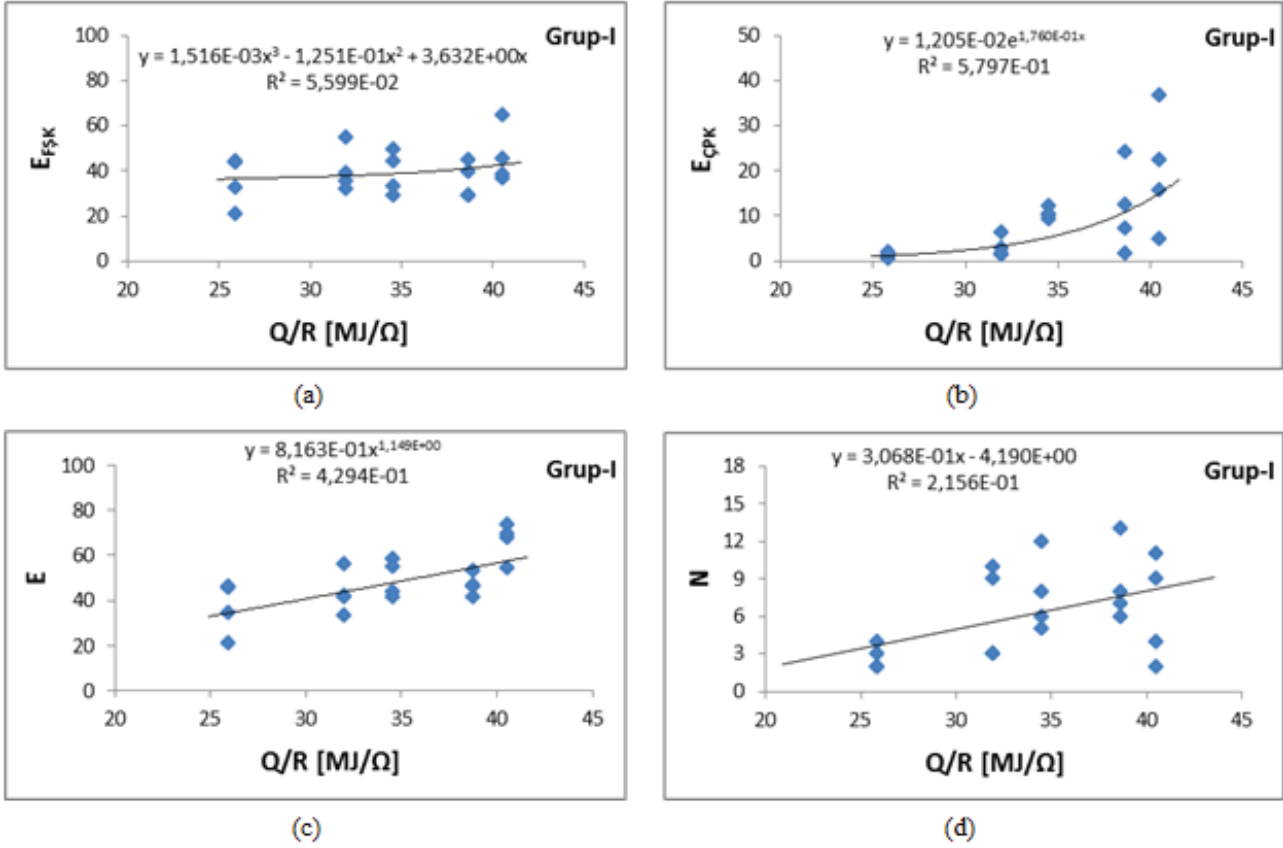 Grup-I
y = 1,516E-03x³ - 1,251E-01x² + 3,632E+00x
R² = 5,599E-02
100
80
60
40
20
0
E_FŞK
20 25 30 35 40 45
Q/R [MJ/Ω]
(a)
Grup-I
y = 1,205E-02e^1,760E-01x
R² = 5,797E-01
50
40
30
20
10
0
E_ÇPK
20 25 30 35 40 45
Q/R [MJ/Ω]
(b)
y = 8,163E-01x^1,149E+00
R² = 4,294E-01
Grup-I
100
80
60
40
20
0
E
20 25 30 35 40 45
Q/R [MJ/Ω]
(c)
y = 3,068E-01x - 4,190E+00
R² = 2,156E-01
Grup-I
18
15
12
9
6
3
0
N
20 25 30 35 40 45
Q/R [MJ/Ω]
(d)